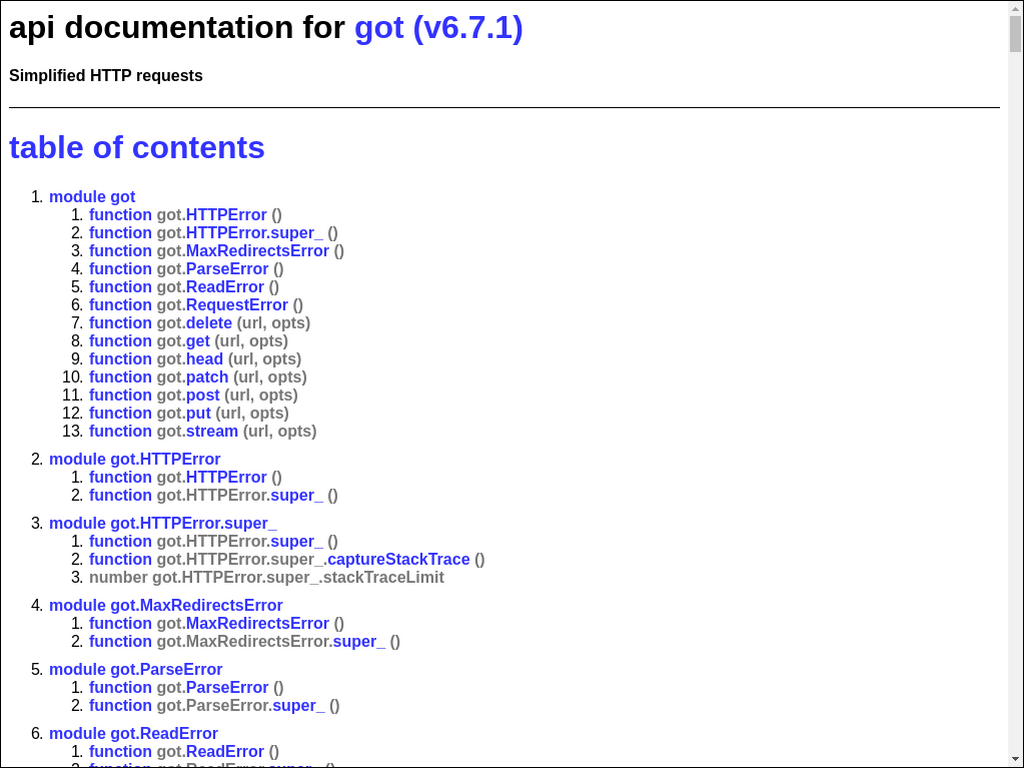 api documentation for got (v6.7.1)
Simplified HTTP requests
table of contents
1. module got
1. function got.HTTPError ()
2. function got.HTTPError.super_ ()
3. function got.MaxRedirectsError ()
4. function got.ParseError ()
5. function got.ReadError ()
6. function got.RequestError ()
7. function got.delete (url, opts)
8. function got.get (url, opts)
9. function got.head (url, opts)
10. function got.patch (url, opts)
11. function got.post (url, opts)
12. function got.put (url, opts)
13. function got.stream (url, opts)
2. module got.HTTPError
1. function got.HTTPError ()
2. function got.HTTPError.super_ ()
3. module got.HTTPError.super_
1. function got.HTTPError.super_ ()
2. function got.HTTPError.super_.captureStackTrace ()
3. number got.HTTPError.super_.stackTraceLimit
4. module got.MaxRedirectsError
1. function got.MaxRedirectsError ()
2. function got.MaxRedirectsError.super_ ()
5. module got.ParseError
1. function got.ParseError ()
2. function got.ParseError.super_ ()
6. module got.ReadError
1. function got.ReadError ()
2. function got.ReadError.super_ ()